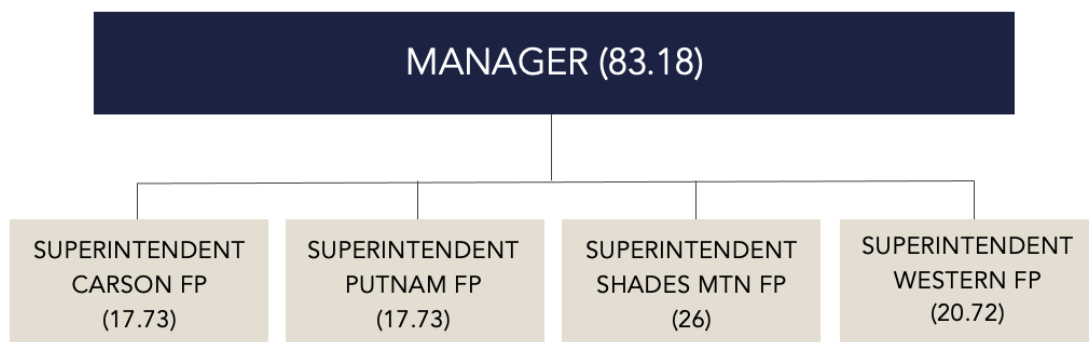 MANAGER (83.18)
SUPERINTENDENT
CARSON FP
(17.73)
SUPERINTENDENT
PUTNAM FP
(17.73)
SUPERINTENDENT
SHADES MTN FP
(26)
SUPERINTENDENT
WESTERN FP
(20.72)